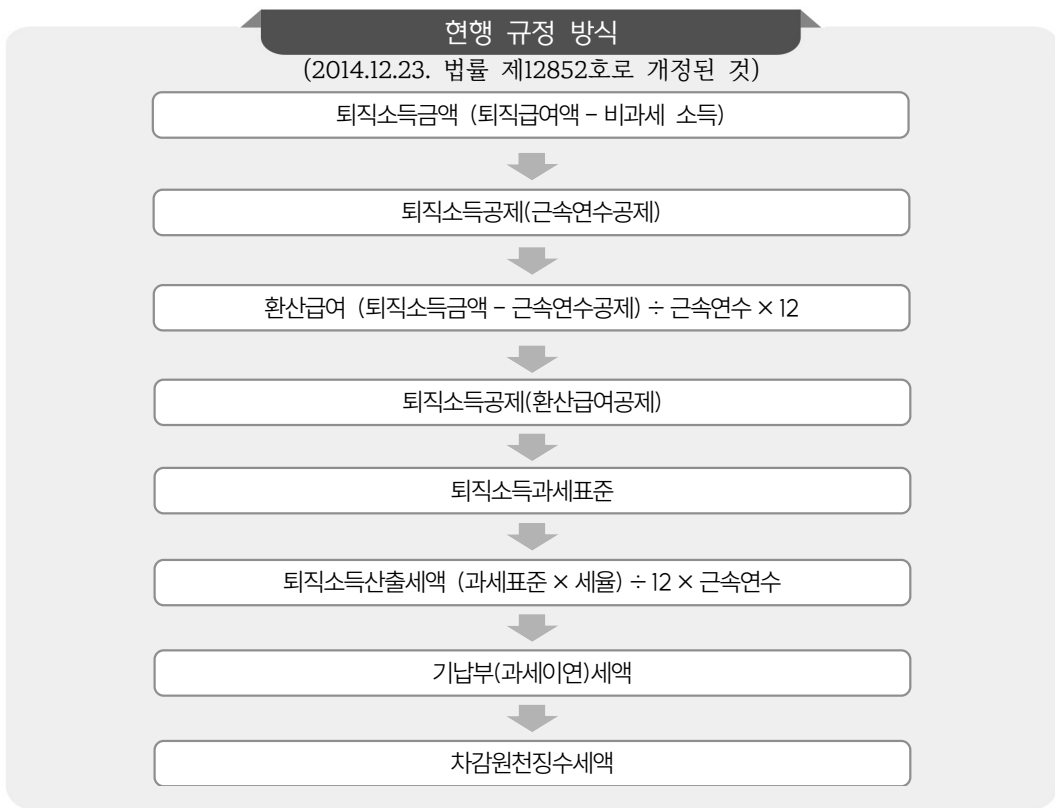 현행 규정 방식
(2014.12.23. 법률 제12852호로 개정된 것)
퇴직소득금액 (퇴직급여액 – 비과세 소득)
퇴직소득공제(근속연수공제)
환산급여 (퇴직소득금액 – 근속연수공제) ÷ 근속연수 × 12
퇴직소득공제(환산급여공제)
퇴직소득과세표준
퇴직소득산출세액 (과세표준 × 세율) ÷ 12 × 근속연수
기납부(과세이연)세액
차감원천징수세액